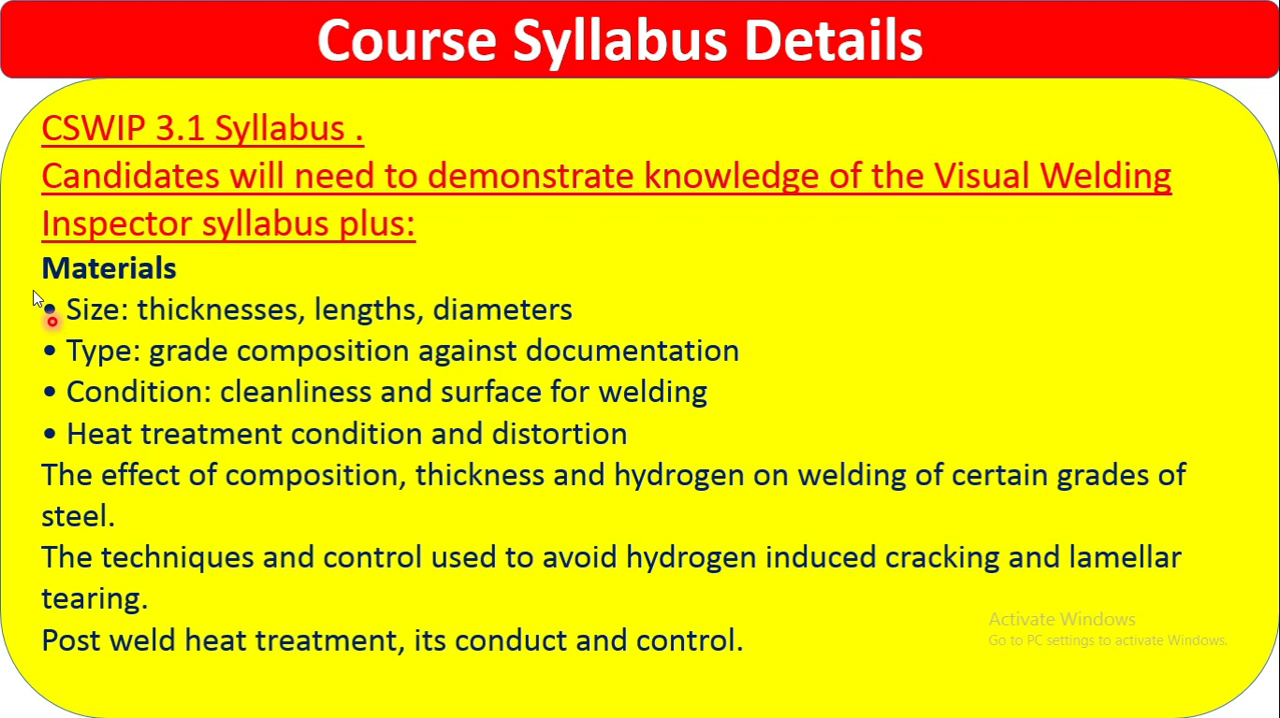 Course Syllabus Details
CSWIP 3.1 Syllabus .
Candidates will need to demonstrate knowledge of the Visual Welding
Inspector syllabus plus:
Materials
• Size: thicknesses, lengths, diameters
• Type: grade composition against documentation
• Condition: cleanliness and surface for welding
• Heat treatment condition and distortion
The effect of composition, thickness and hydrogen on welding of certain grades of
steel.
The techniques and control used to avoid hydrogen induced cracking and lamellar
tearing.
Post weld heat treatment, its conduct and control.
Activate Windows
Go to PC settings to activate Windows.